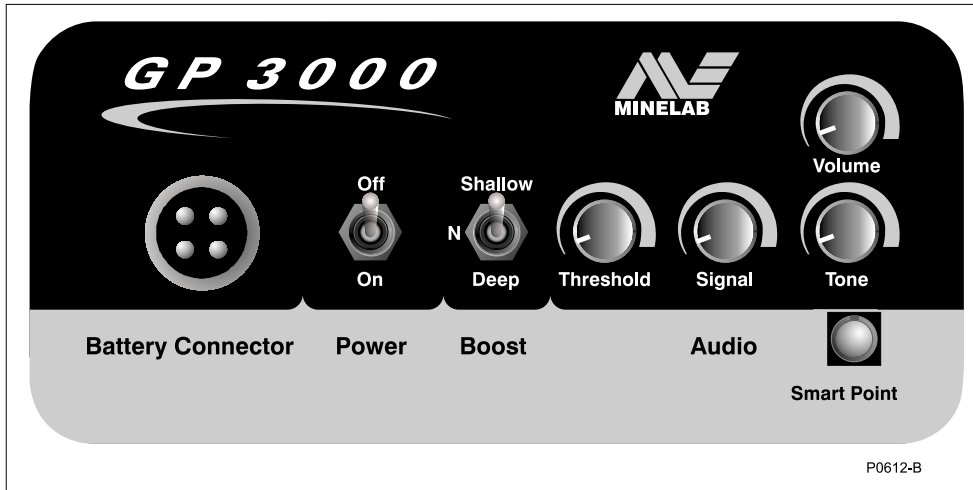 GP 3000
MINELAB
Volume
Off
Shallow
N
On
Deep
Threshold
Signal
Tone
Battery Connector
Power
Boost
Audio
Smart Point
P0612-B